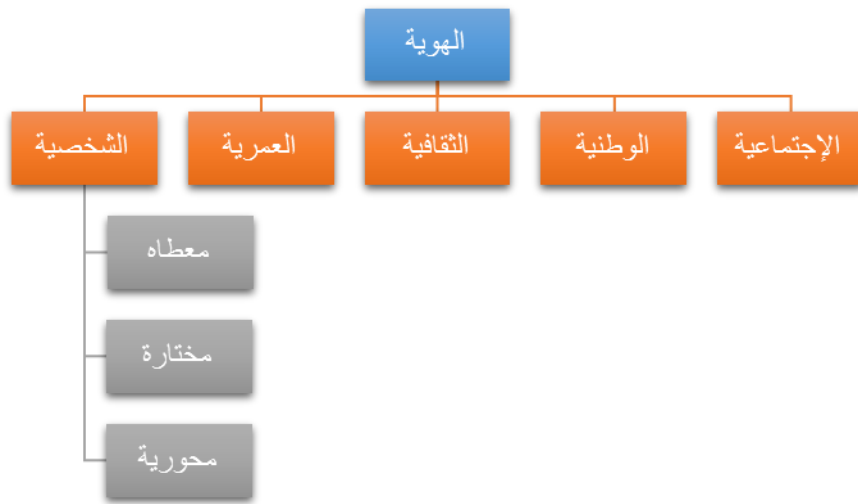 الهوية
الإجتماعية
الوطنية
الثقافية
العمرية
الشخصية
معطاه
مختارة
محورية